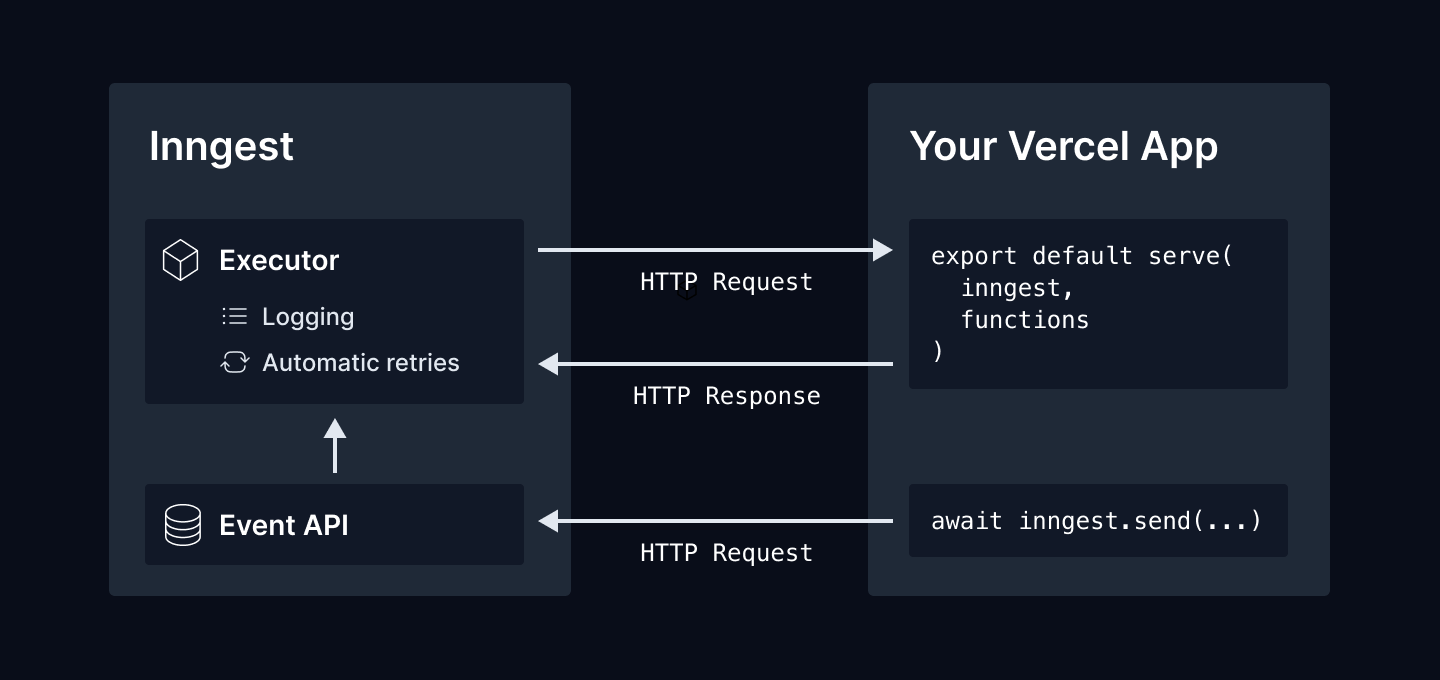 Inngest
Executor
Logging
Automatic retries
Event API
HTTP Request
HTTP Response
HTTP Request
Your Vercel App
export default serve(
  inngest,
  functions
)
await inngest.send(...)